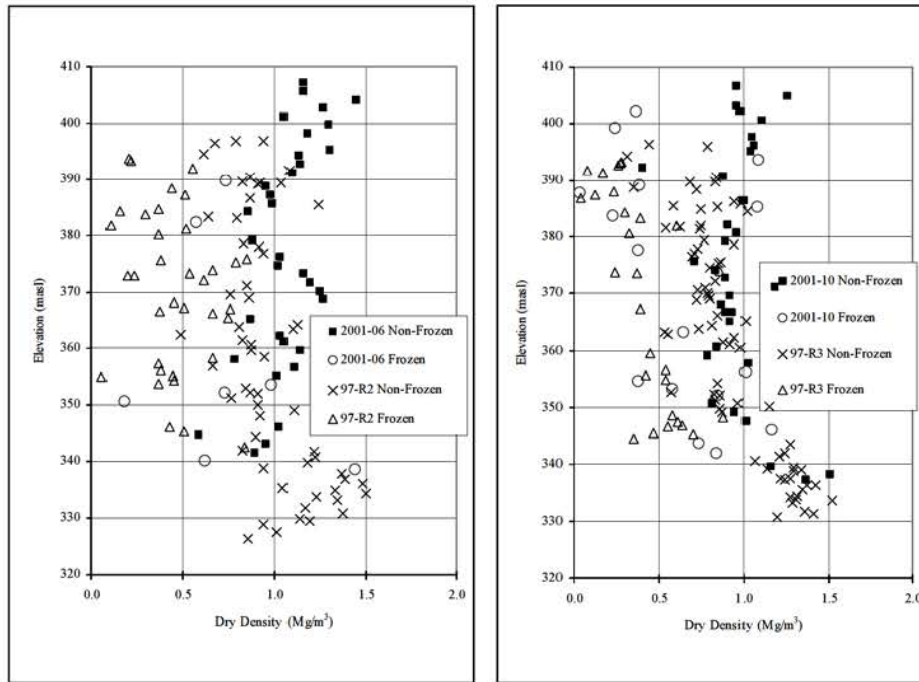 410
400
390
380
370
360
350
340
330
320
Elevation (masl)
0.0 0.5 1.0 1.5 2.0
Dry Density (Mg/m³)
2001-06 Non-Frozen
2001-06 Frozen
97-R2 Non-Frozen
97-R2 Frozen
410
400
390
380
370
360
350
340
330
320
Elevation (masl)
0.0 0.5 1.0 1.5 2.0
Dry Density (Mg/m³)
2001-10 Non-Frozen
2001-10 Frozen
97-R3 Non-Frozen
97-R3 Frozen